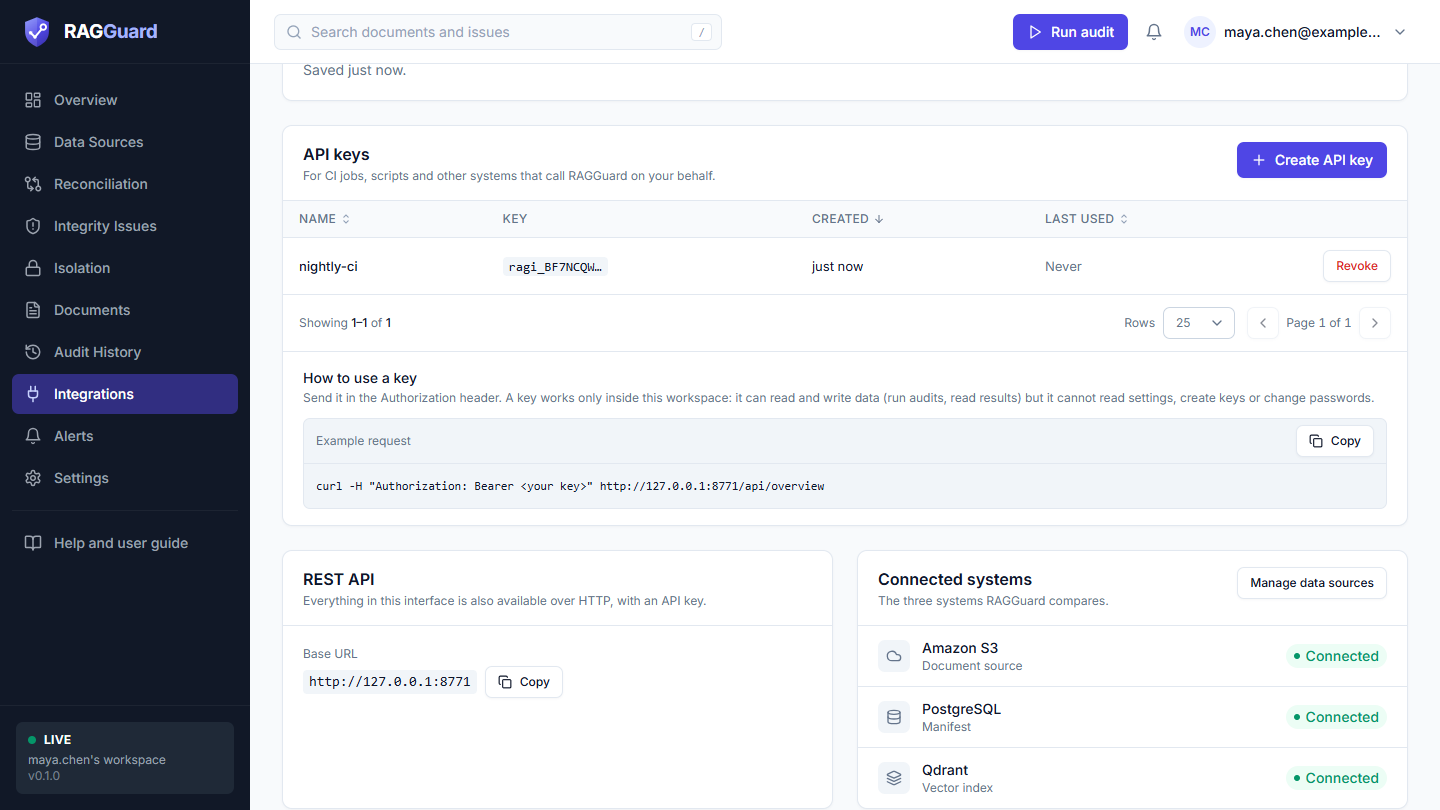 RAGGuard
Search documents and issues
/
Run audit
MC
maya.chen@example...
Overview
Data Sources
Reconciliation
Integrity Issues
Isolation
Documents
Audit History
Integrations
Alerts
Settings
Help and user guide
LIVE
maya.chen's workspace
v0.1.0
Saved just now.
API keys
For CI jobs, scripts and other systems that call RAGGuard on your behalf.
Create API key
NAME KEY CREATED LAST USED
nightly-ci ragi_BF7NCQW… just now Never Revoke
Showing 1–1 of 1
Rows 25 Page 1 of 1
How to use a key
Send it in the Authorization header. A key works only inside this workspace: it can read and write data (run audits, read results) but it cannot read settings, create keys or change passwords.
Example request
Copy
curl -H "Authorization: Bearer <your key>" http://127.0.0.1:8771/api/overview
REST API
Everything in this interface is also available over HTTP, with an API key.
Base URL
http://127.0.0.1:8771 Copy
Connected systems
The three systems RAGGuard compares.
Manage data sources
Amazon S3
Document source
Connected
PostgreSQL
Manifest
Connected
Qdrant
Vector index
Connected